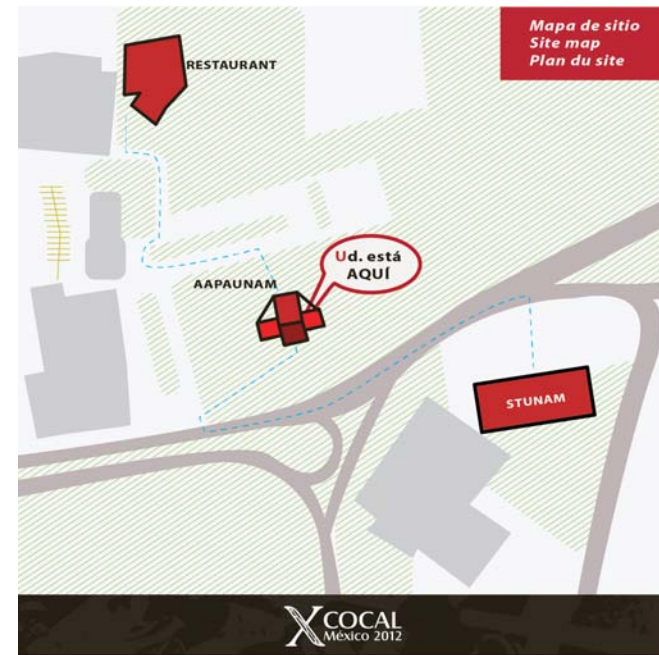 Mapa de sitio
Site map
Plan du site
RESTAURANT
Ud. está
AQUÍ
AAPAUNAM
STUNAM
X COCAL
México 2012